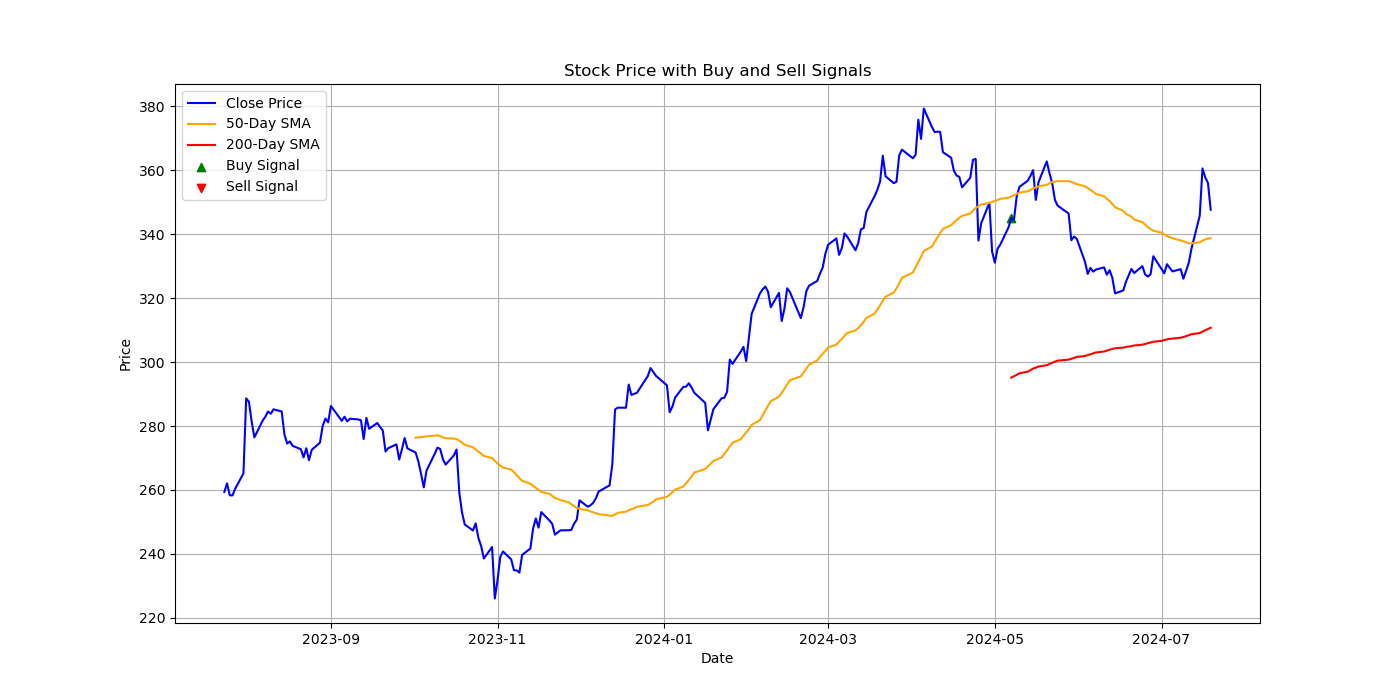 Stock Price with Buy and Sell Signals
Close Price
50-Day SMA
200-Day SMA
Buy Signal
Sell Signal
Price
380
360
340
320
300
280
260
240
220
2023-09 2023-11 2024-01 2024-03 2024-05 2024-07
Date